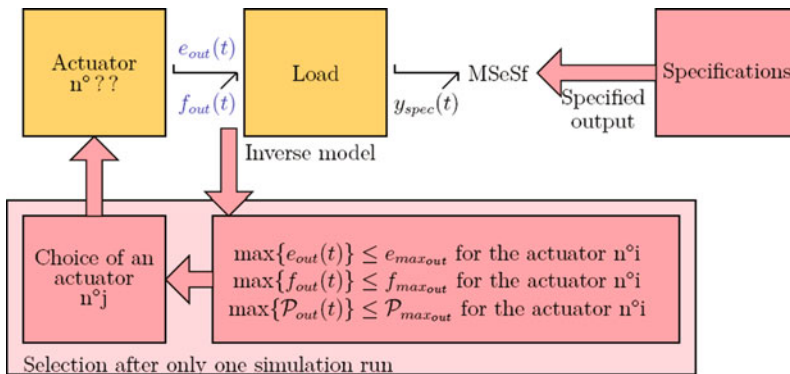 Actuator
n° ? ?
e_out(t)
f_out(t)
Load
Inverse model
y_spec(t)
MSeSf
Specified
output
Specifications
Choice of an
actuator
n°j
max{e_out(t)} ≤ e_max_out for the actuator n°i
max{f_out(t)} ≤ f_max_out for the actuator n°i
max{𝒫_out(t)} ≤ 𝒫_max_out for the actuator n°i
Selection after only one simulation run